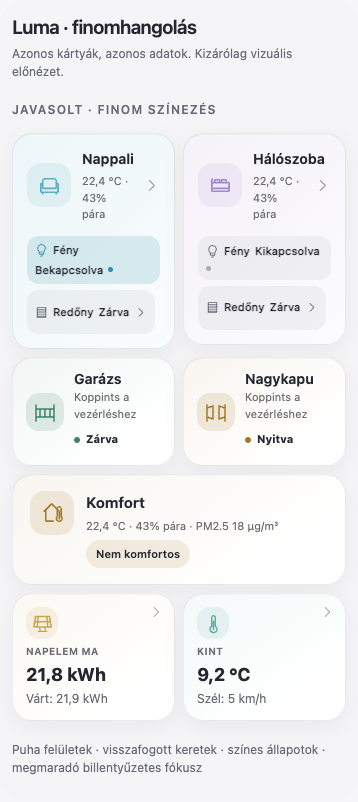 Luma · finomhangolás
Azonos kártyák, azonos adatok. Kizárólag vizuális
előnézet.
JAVASOLT · FINOM SZÍNEZÉS
Nappali
22,4 °C ·
43%
pára
Fény
Bekapcsolva
Redőny Zárva
Hálószoba
22,4 °C ·
43%
pára
Fény Kikapcsolva
Redőny Zárva
Garázs
Koppints a
vezérléshez
Zárva
Nagykapu
Koppints a
vezérléshez
Nyitva
Komfort
22,4 °C · 43% pára · PM2.5 18 µg/m³
Nem komfortos
NAPELEM MA
21,8 kWh
Várt: 21,9 kWh
KINT
9,2 °C
Szél: 5 km/h
Puha felületek · visszafogott keretek · színes állapotok ·
megmaradó billentyűzetes fókusz